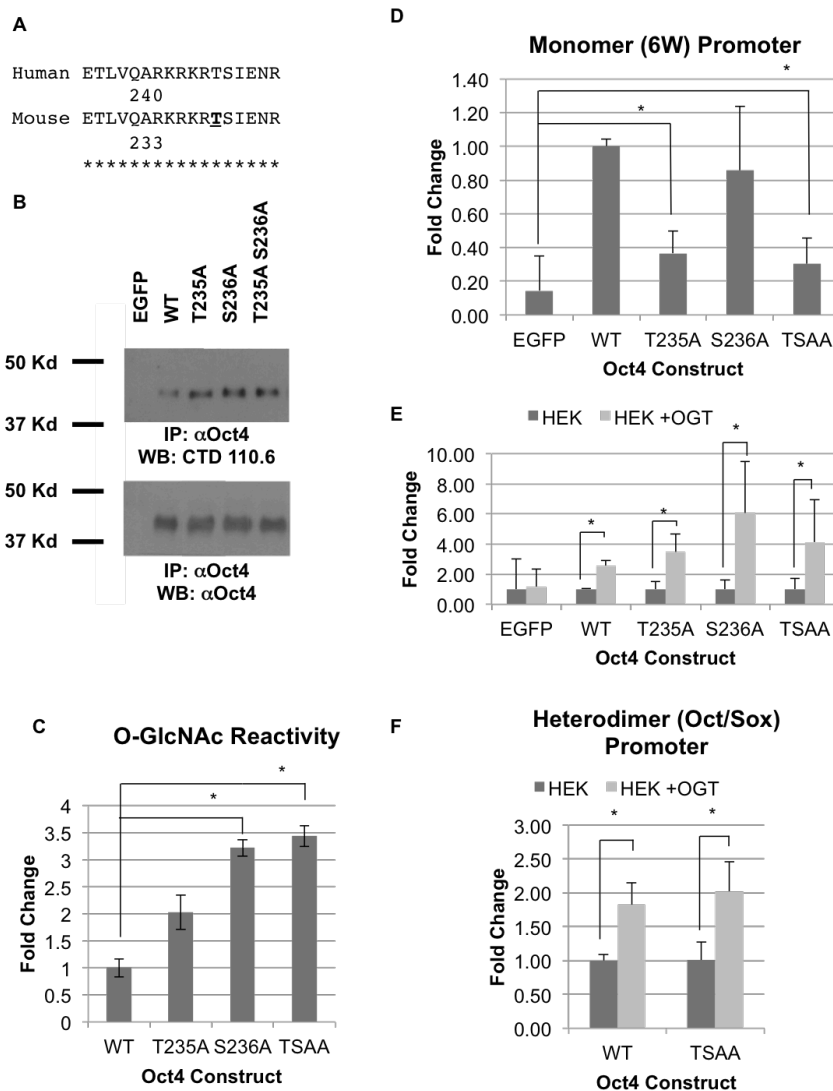 A
Human ETLVQARKRKRTSIENR
240
Mouse ETLVQARKRKRTSIENR
233
*****************
B
EGFP
WT
T235A
S236A
T235A S236A
50 Kd
37 Kd
IP: αOct4
WB: CTD 110.6
50 Kd
37 Kd
IP: αOct4
WB: αOct4
C
O-GlcNAc Reactivity
*
*
Fold Change
4
3.5
3
2.5
2
1.5
1
0.5
0
WT T235A S236A TSAA
Oct4 Construct
D
Monomer (6W) Promoter
*
*
Fold Change
1.40
1.20
1.00
0.80
0.60
0.40
0.20
0.00
EGFP WT T235A S236A TSAA
Oct4 Construct
E
HEK HEK +OGT
*
*
*
*
Fold Change
10.00
8.00
6.00
4.00
2.00
0.00
EGFP WT T235A S236A TSAA
Oct4 Construct
F
Heterodimer (Oct/Sox)
Promoter
HEK HEK +OGT
* *
Fold Change
3.00
2.50
2.00
1.50
1.00
0.50
0.00
WT TSAA
Oct4 Construct